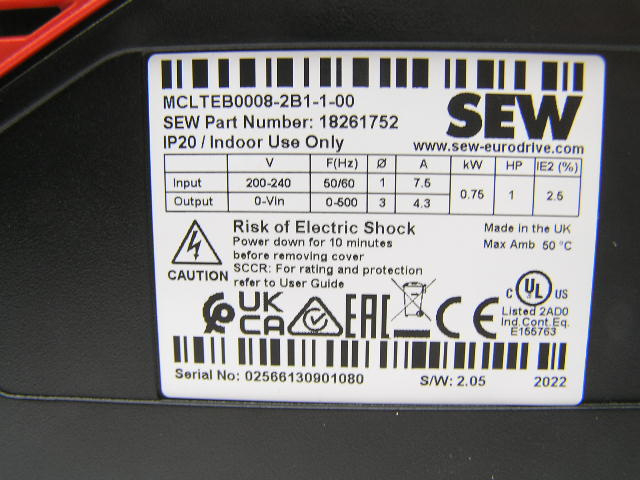 MCLTEB0008-2B1-1-00
SEW Part Number: 18261752
IP20 / Indoor Use Only
SEW
www.sew-eurodrive.com
V F(Hz) Ø A kW HP IE2 (%)
Input 200-240 50/60 1 7.5 0.75 1 2.5
Output 0-Vin 0-500 3 4.3
CAUTION
Risk of Electric Shock
Power down for 10 minutes
before removing cover
SCCR: For rating and protection
refer to User Guide
Made in the UK
Max Amb 50 °C
UK
CA
EAC
CE
C UL US
Listed 2AD0
Ind.Cont.Eq.
E155763
Serial No: 02566130901080
S/W: 2.05
2022